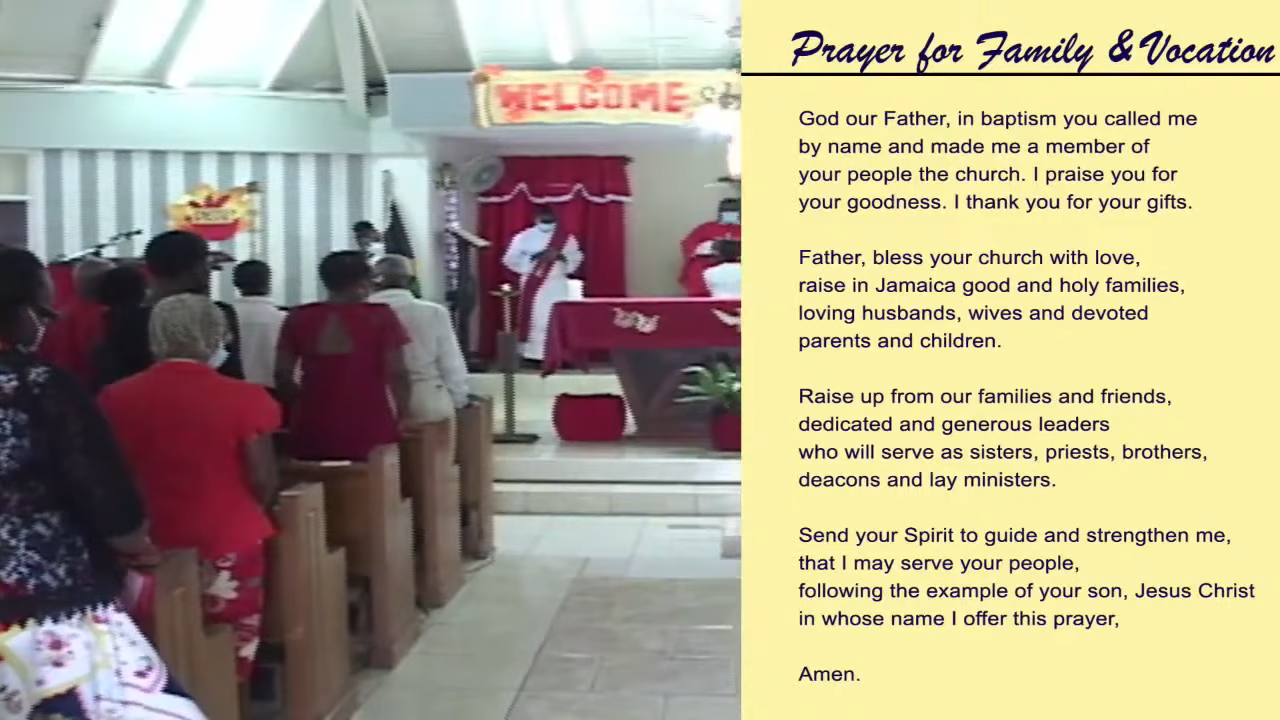 WELCOME
Prayer for Family & Vocation
God our Father, in baptism you called me
by name and made me a member of
your people the church. I praise you for
your goodness. I thank you for your gifts.
Father, bless your church with love,
raise in Jamaica good and holy families,
loving husbands, wives and devoted
parents and children.
Raise up from our families and friends,
dedicated and generous leaders
who will serve as sisters, priests, brothers,
deacons and lay ministers.
Send your Spirit to guide and strengthen me,
that I may serve your people,
following the example of your son, Jesus Christ
in whose name I offer this prayer,
Amen.